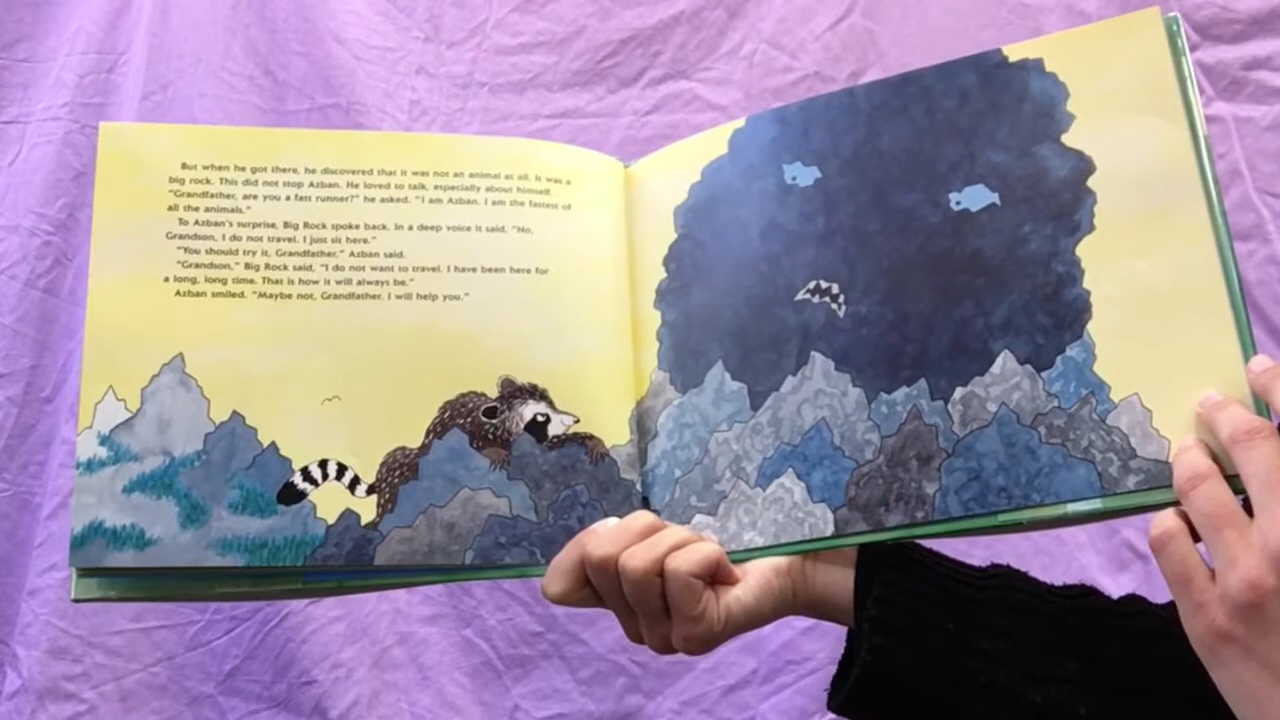 But when he got there, he discovered that it was not an animal at all. It was a
big rock. This did not stop Azban. He loved to talk, especially about himself.
"Grandfather, are you a fast runner?" he asked. "I am Azban. I am the fastest of
all the animals."
To Azban's surprise, Big Rock spoke back. In a deep voice it said, "No,
Grandson, I do not travel. I just sit here."
"You should try it, Grandfather," Azban said.
"Grandson," Big Rock said, "I do not want to travel. I have been here for
a long, long time. That is how it will always be."
Azban smiled. "Maybe not, Grandfather. I will help you."